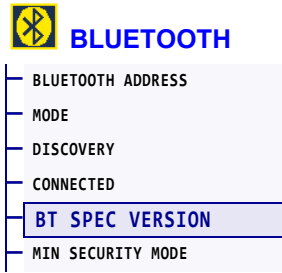 BLUETOOTH
BLUETOOTH ADDRESS
MODE
DISCOVERY
CONNECTED
BT SPEC VERSION
MIN SECURITY MODE